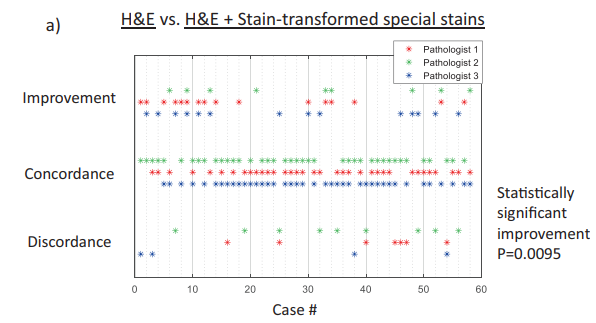 a)
H&E vs. H&E + Stain-transformed special stains
Pathologist 1
Pathologist 2
Pathologist 3
Improvement
Concordance
Discordance
Statistically
significant
improvement
P=0.0095
0 10 20 30 40 50 60
Case #